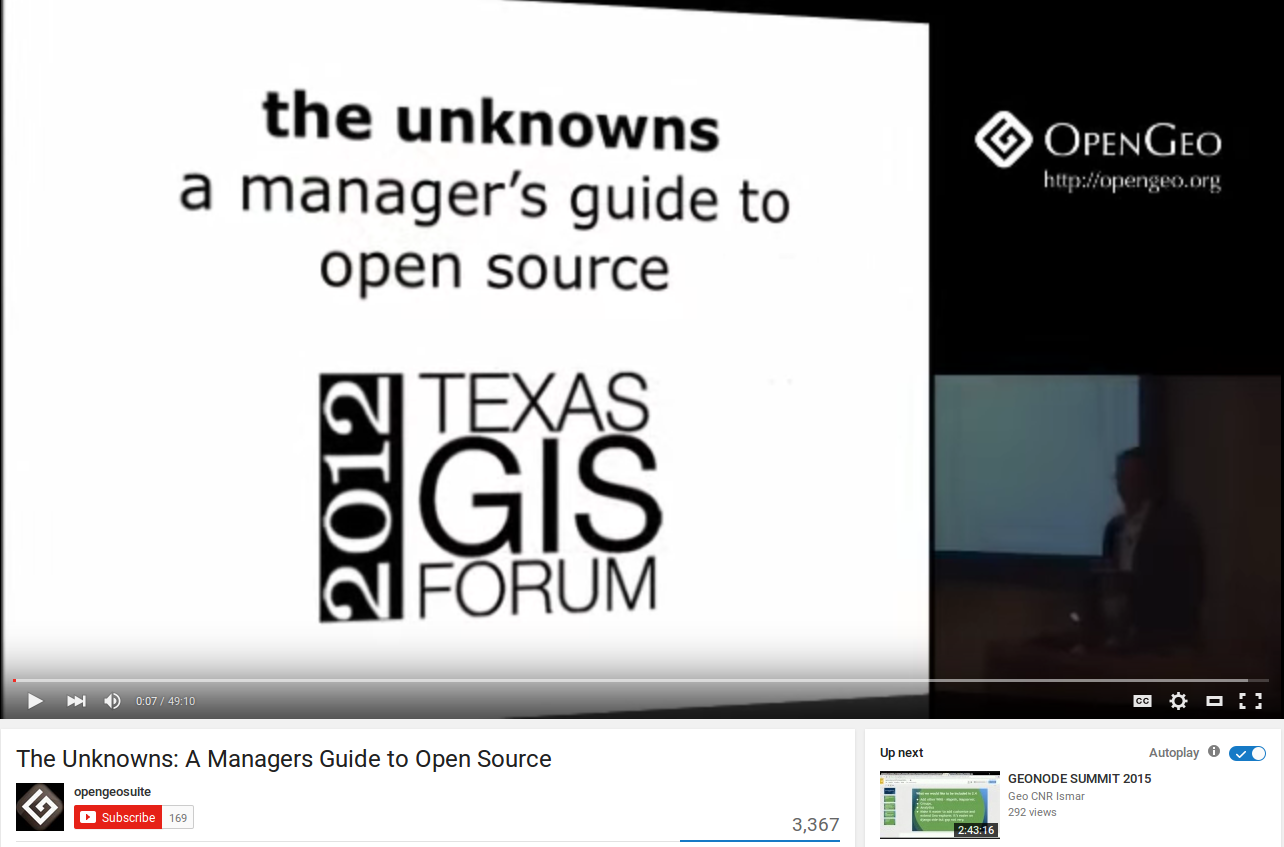 the unknowns
a manager's guide to
open source
2012
TEXAS
GIS
FORUM
OPENGEO
http://opengeo.org
0:07 / 49:10
CC
The Unknowns: A Managers Guide to Open Source
opengeosuite
Subscribe 169
3,367
Up next
Autoplay
GEONODE SUMMIT 2015
Geo CNR Ismar
292 views
2:43:16